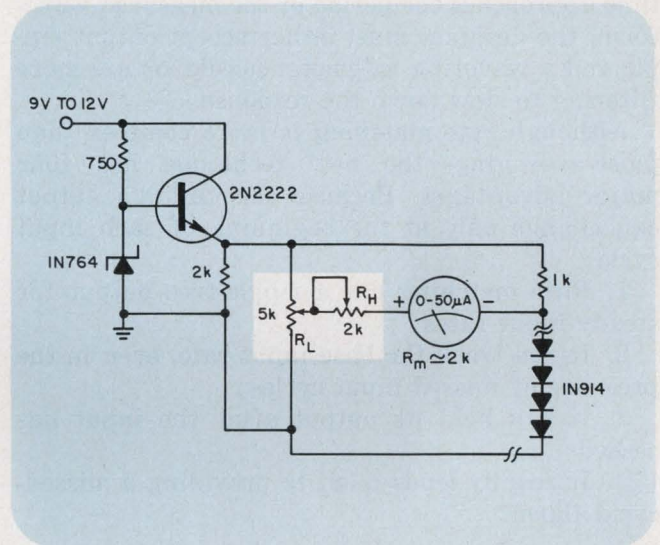 9V TO 12V
750
2N2222
IN764
2k
5k
R_L
R_H
2k
+
0-50μA
-
R_m ≃ 2k
1k
IN914